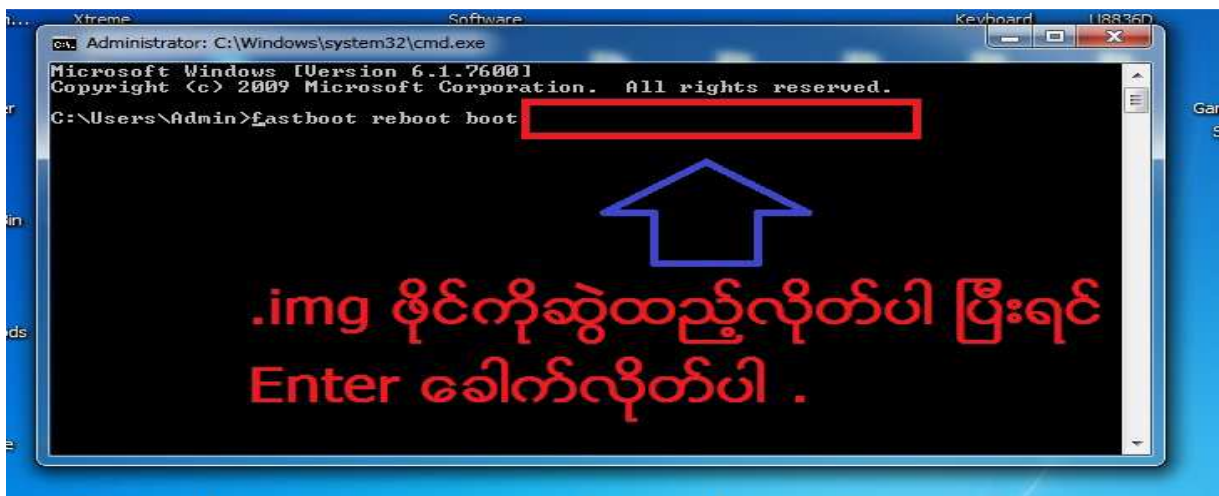 Xtreme Software Keyboard U8836D
Administrator: C:\Windows\system32\cmd.exe
Microsoft Windows [Version 6.1.7600]
Copyright (c) 2009 Microsoft Corporation. All rights reserved.
C:\Users\Admin>fastboot reboot boot
.img ဖိုင်ကိုဆွဲထည့်လိုတ်ပါ ပြီးရင်
Enter ခေါက်လိုတ်ပါ .